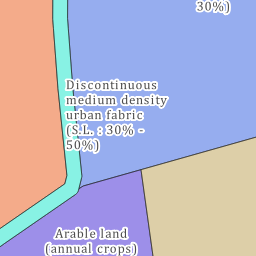 30%)
Discontinuous
medium density
urban fabric
(S.L. : 30% -
50%)
Arable land
(annual crops)